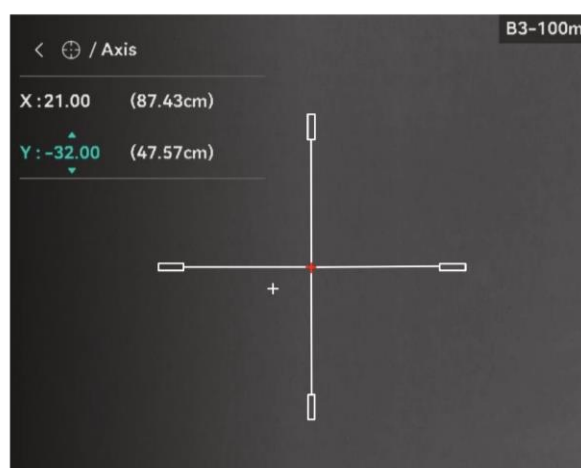 B3-100m
/ Axis
X :21.00 (87.43cm)
Y : -32.00 (47.57cm)